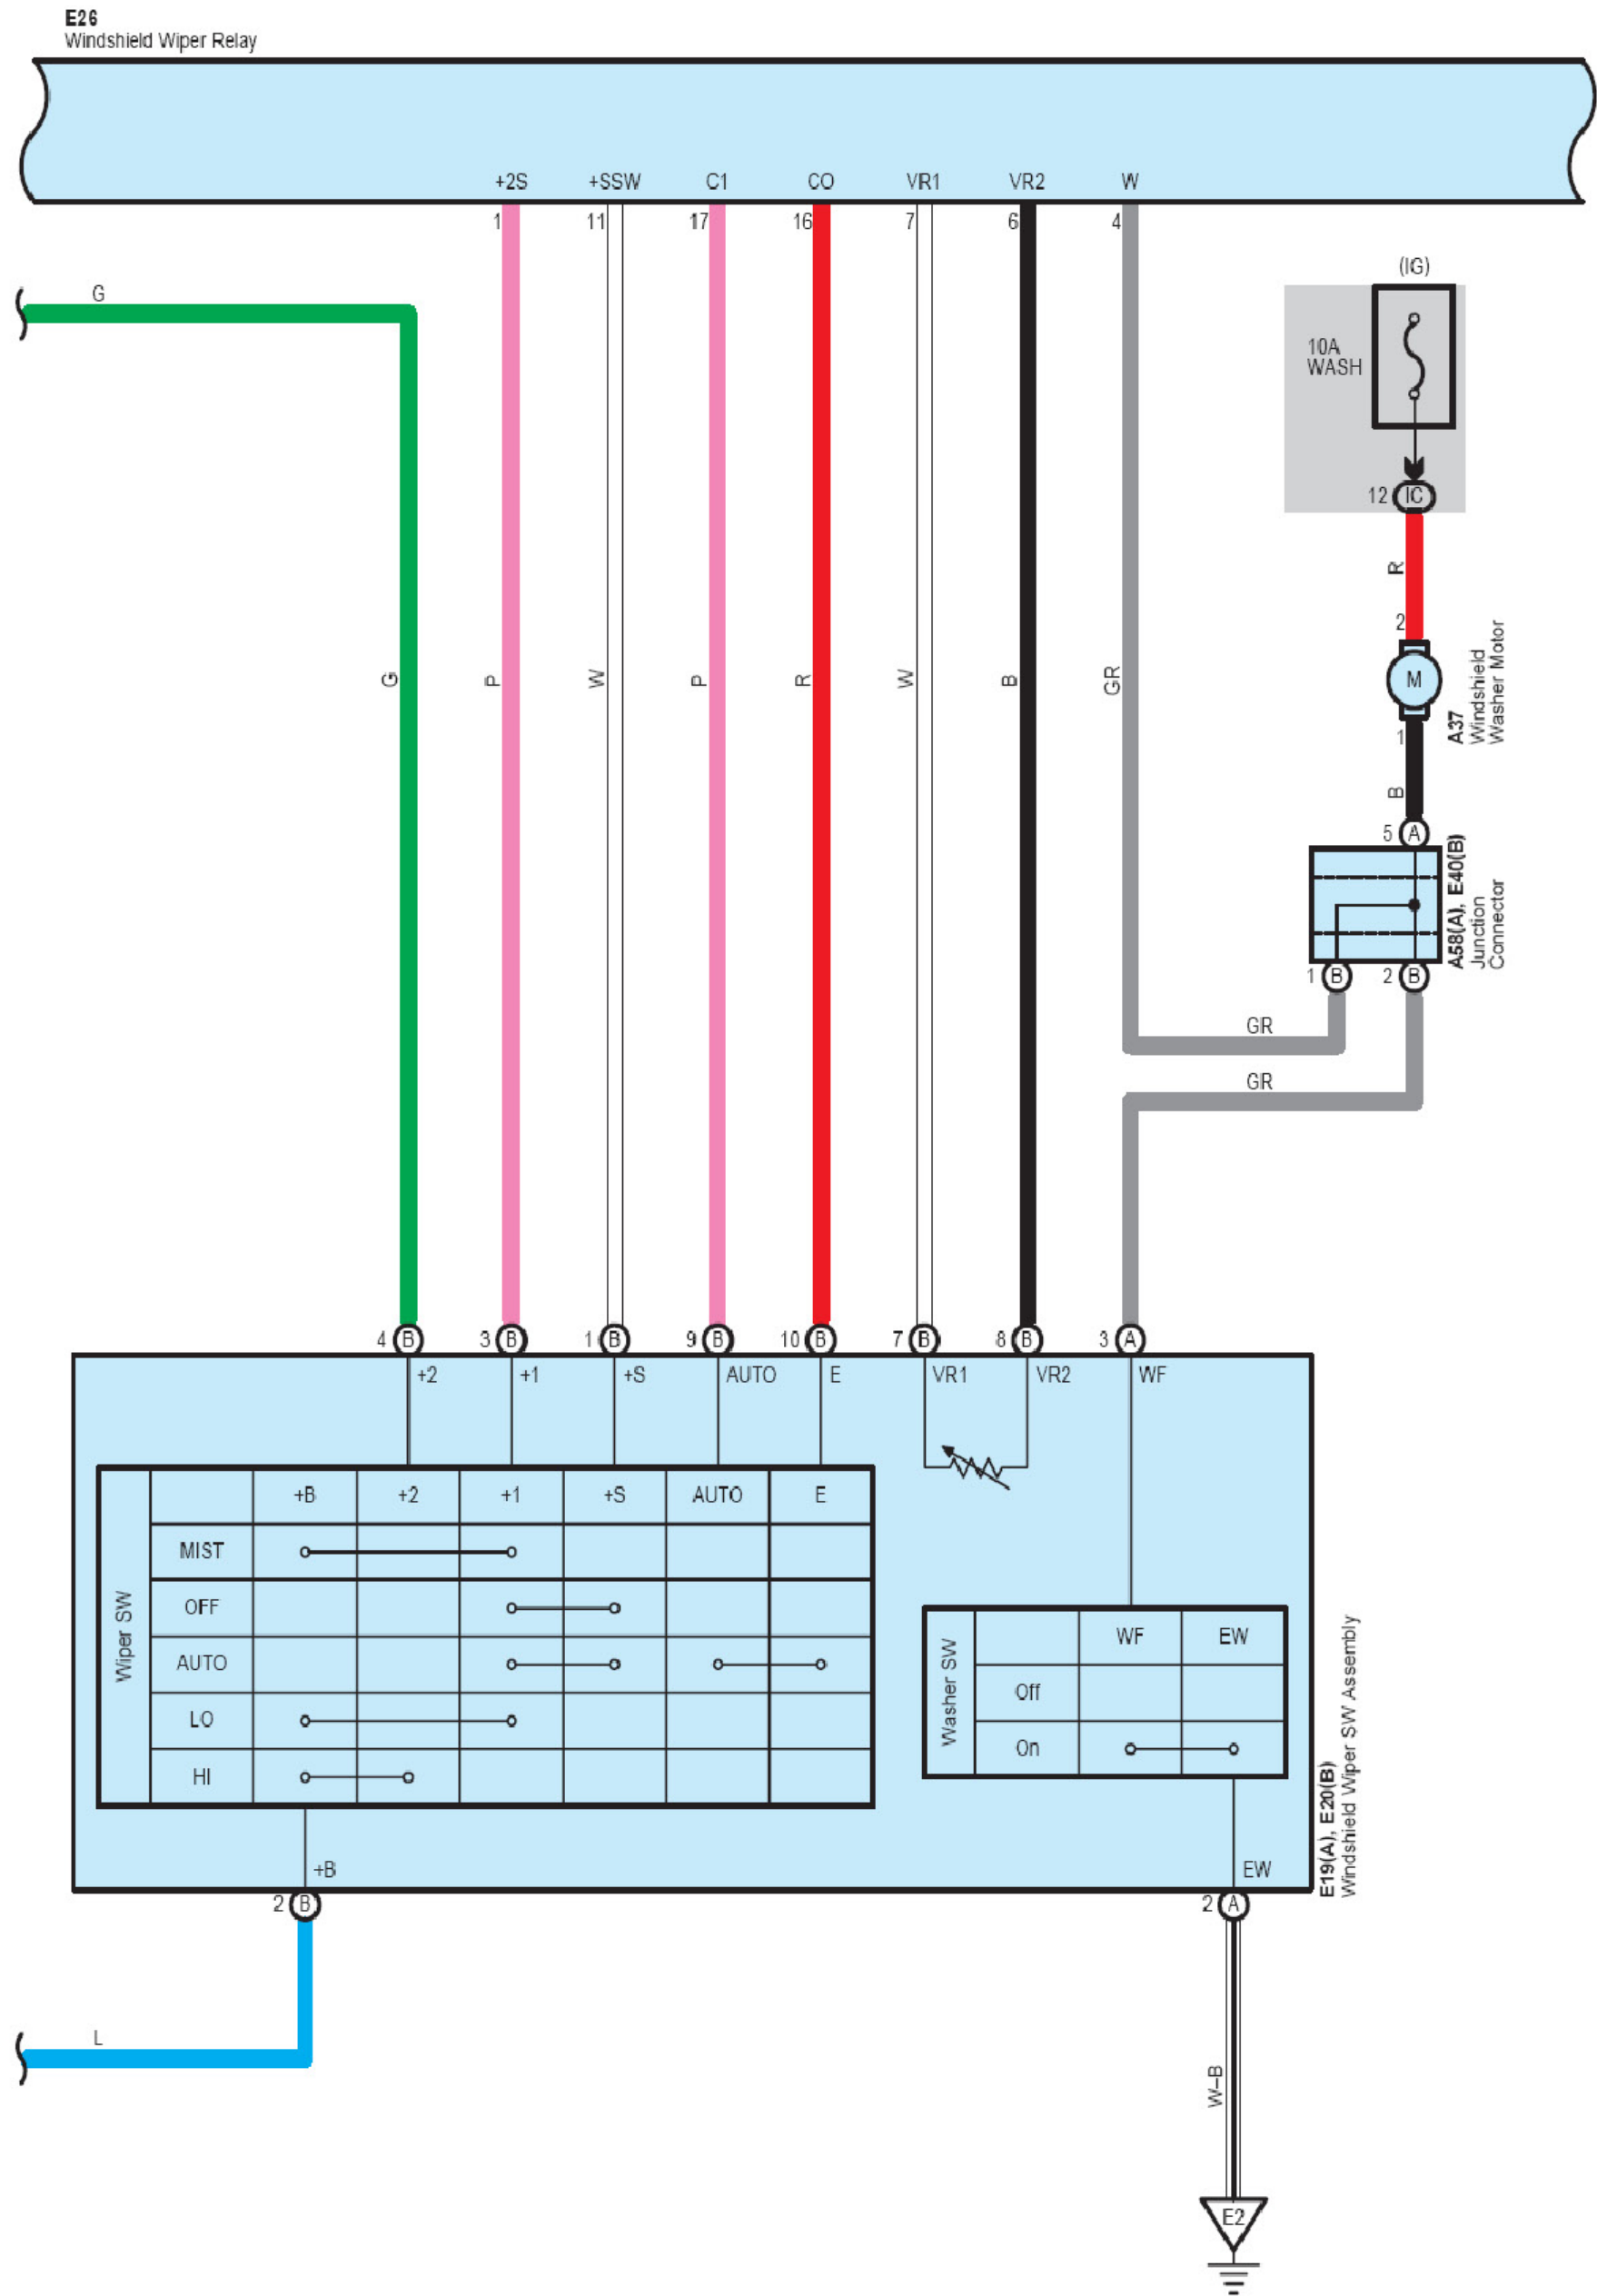 E26
Windshield Wiper Relay
+2S +SSW C1 CO VR1 VR2 W
1 11 17 16 7 6 4
(IG)
G
10A
WASH
12 IC
R
2
G P W P R W B GR
M
A37
Windshield
Washer Motor
1
B
5 A
A58(A), E40(B)
Junction
Connector
1 B 2 B
GR
GR
4 B 3 B 1 B 9 B 10 B 7 B 8 B 3 A
+2 +1 +S AUTO E VR1 VR2 WF
Wiper SW
+B +2 +1 +S AUTO E
MIST
OFF
AUTO
LO
HI
Washer SW
WF EW
Off
On
E19(A), E20(B)
Windshield Wiper SW Assembly
+B EW
2 B 2 A
L
W–B
E2